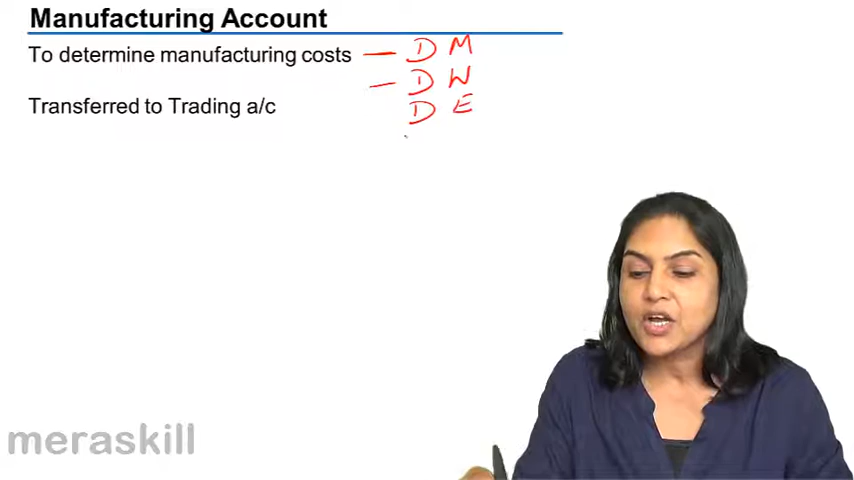 Manufacturing Account
To determine manufacturing costs — D M
— D W
Transferred to Trading a/c D E
meraskill